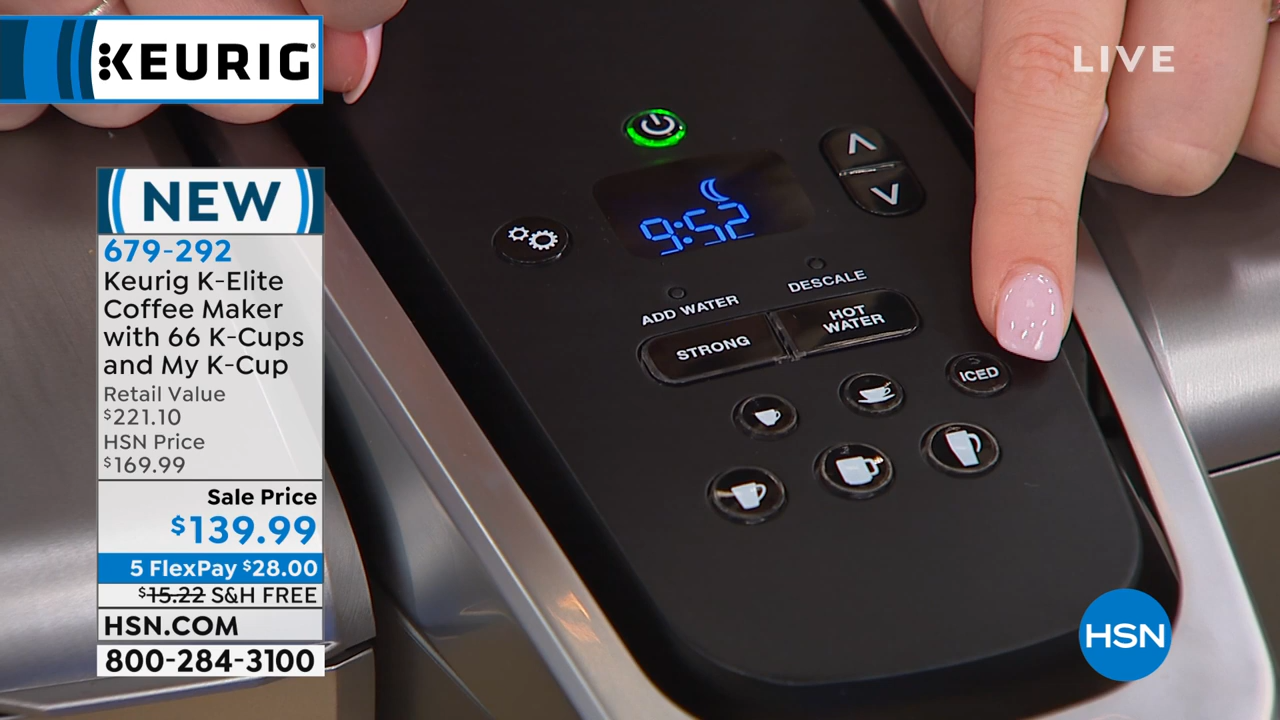 KEURIG
LIVE
NEW
679-292
Keurig K-Elite
Coffee Maker
with 66 K-Cups
and My K-Cup
Retail Value
$221.10
HSN Price
$169.99
Sale Price
$139.99
5 FlexPay $28.00
$15.22 S&H FREE
HSN.COM
800-284-3100
9:52
ADD WATER
DESCALE
STRONG
HOT
WATER
ICED
HSN